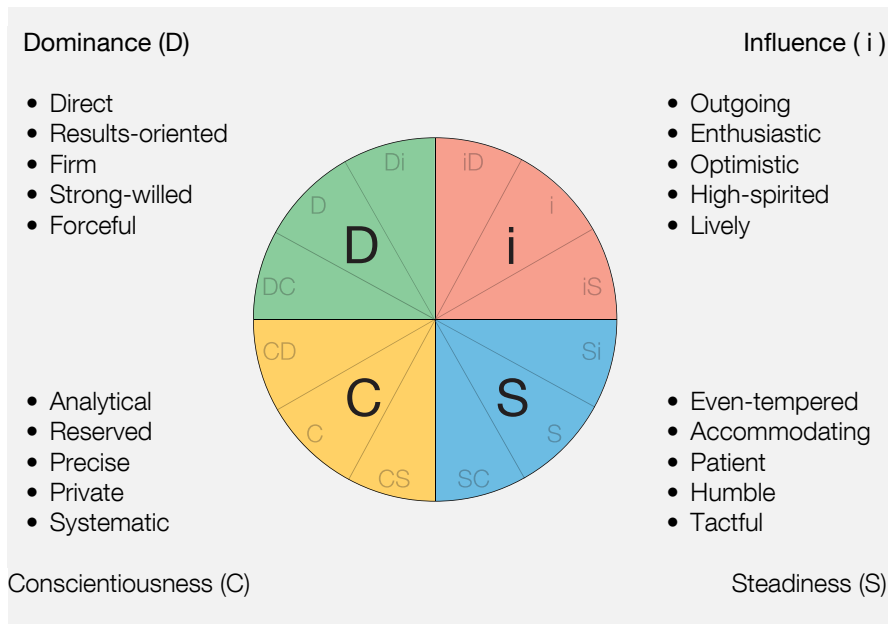 Dominance (D)
Influence ( i )
• Direct
• Results-oriented
• Firm
• Strong-willed
• Forceful
• Outgoing
• Enthusiastic
• Optimistic
• High-spirited
• Lively
Di
iD
D
i
D
i
DC
iS
CD
Si
C
S
C
S
CS
SC
• Analytical
• Reserved
• Precise
• Private
• Systematic
• Even-tempered
• Accommodating
• Patient
• Humble
• Tactful
Conscientiousness (C)
Steadiness (S)